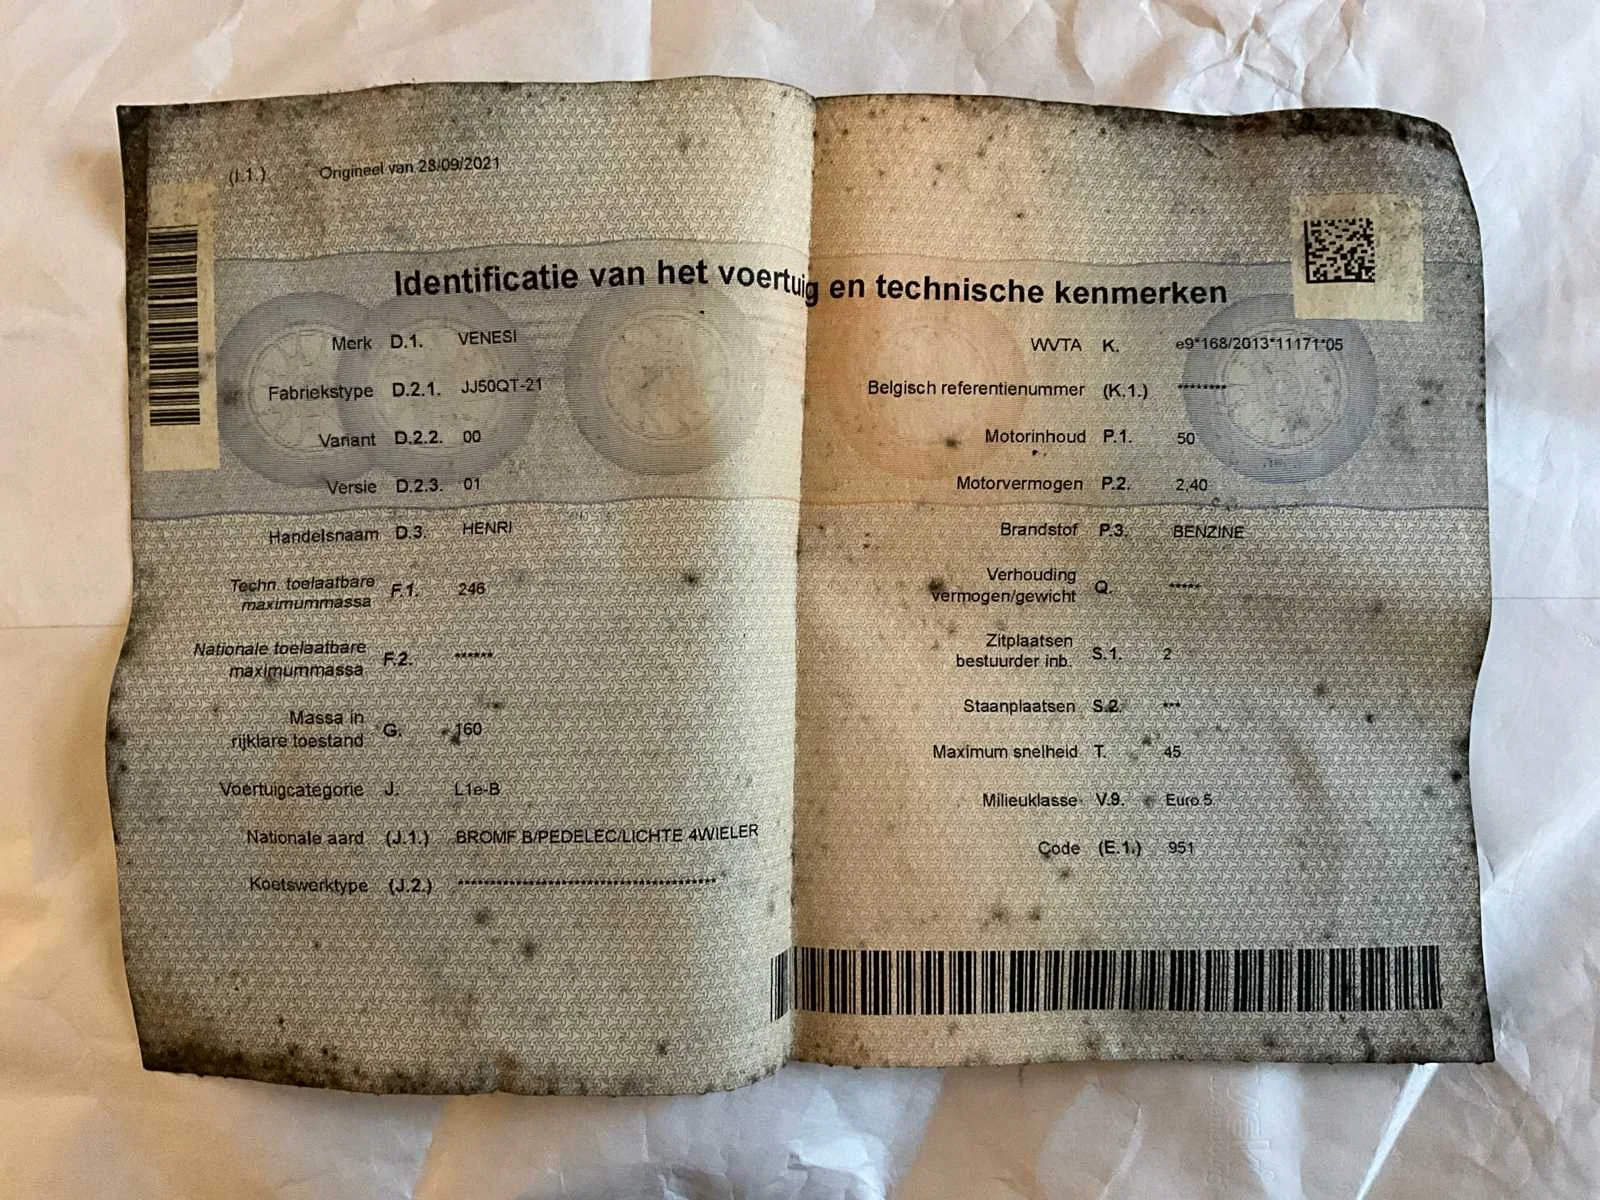 (I.1.) Origineel van 28/09/2021
Identificatie van het voertuig en technische kenmerken
Merk D.1. VENESI
Fabriekstype D.2.1. JJ50QT-21
Variant D.2.2. 00
Versie D.2.3. 01
Handelsnaam D.3. HENRI
Techn. toelaatbare
maximummassa F.1. 246
Nationale toelaatbare
maximummassa F.2. ******
Massa in
rijklare toestand G. 160
Voertuigcategorie J. L1e-B
Nationale aard (J.1.) BROMF B/PEDELEC/LICHTE 4WIELER
Koetswerktype (J.2.) ****************************************
WVTA K. e9*168/2013*11171*05
Belgisch referentienummer (K.1.) ********
Motorinhoud P.1. 50
Motorvermogen P.2. 2,40
Brandstof P.3. BENZINE
Verhouding
vermogen/gewicht Q. *****
Zitplaatsen
bestuurder inb. S.1. 2
Staanplaatsen S.2. ***
Maximum snelheid T. 45
Milieuklasse V.9. Euro 5
Code (E.1.) 951